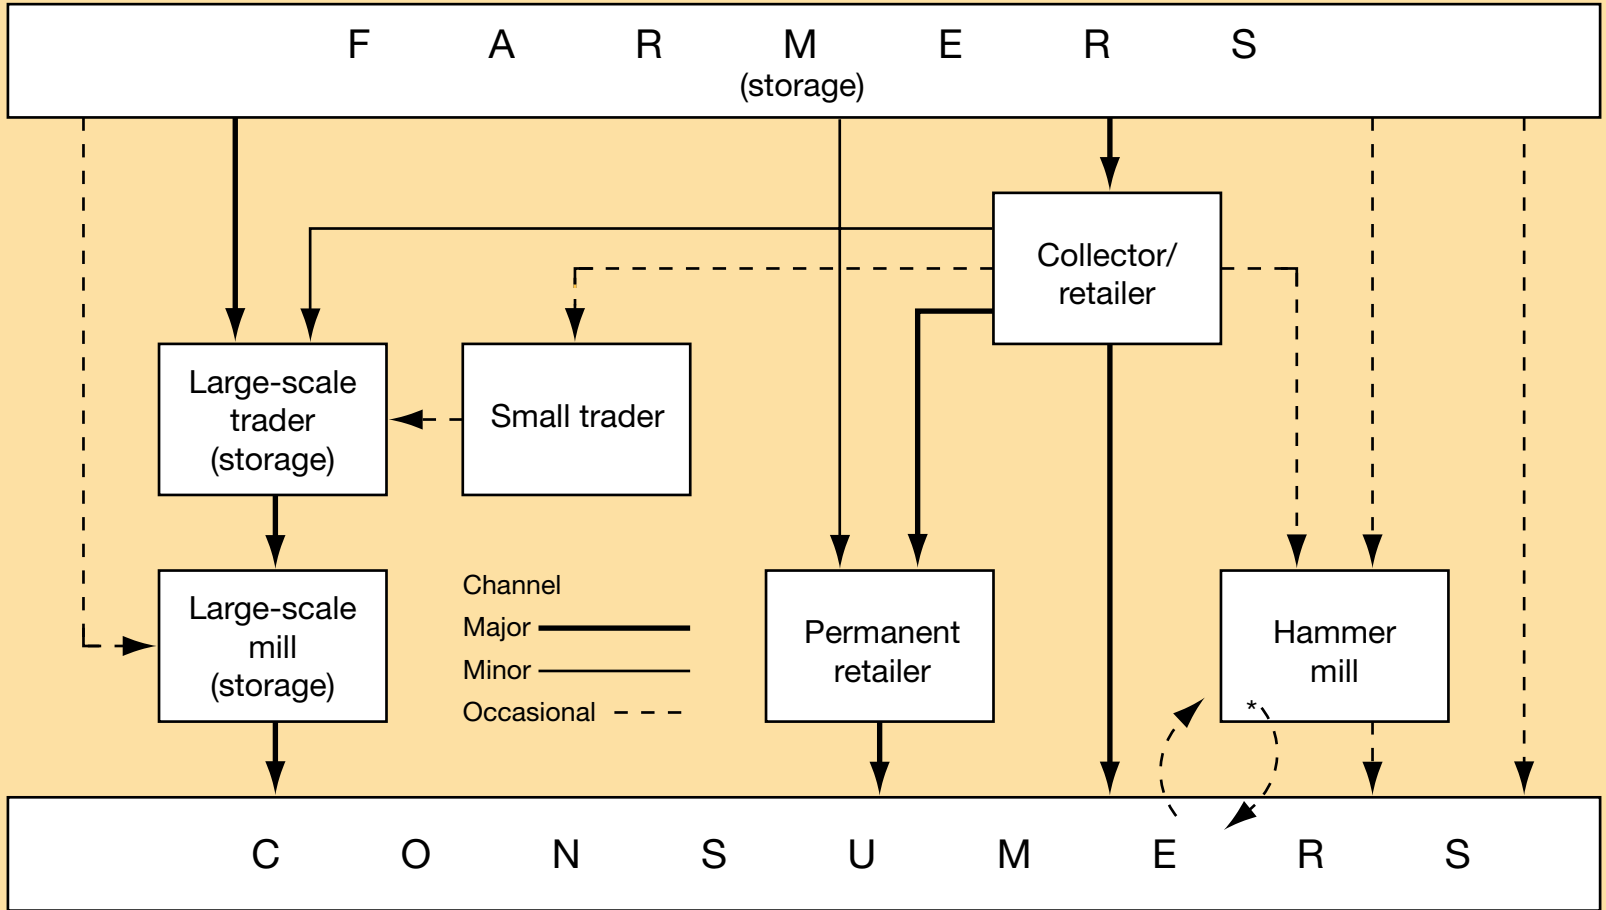 F A R M E R S
(storage)
Collector/
retailer
Large-scale
trader
(storage)
Small trader
Large-scale
mill
(storage)
Channel
Major
Minor
Occasional
Permanent
retailer
Hammer
mill
*
C O N S U M E R S